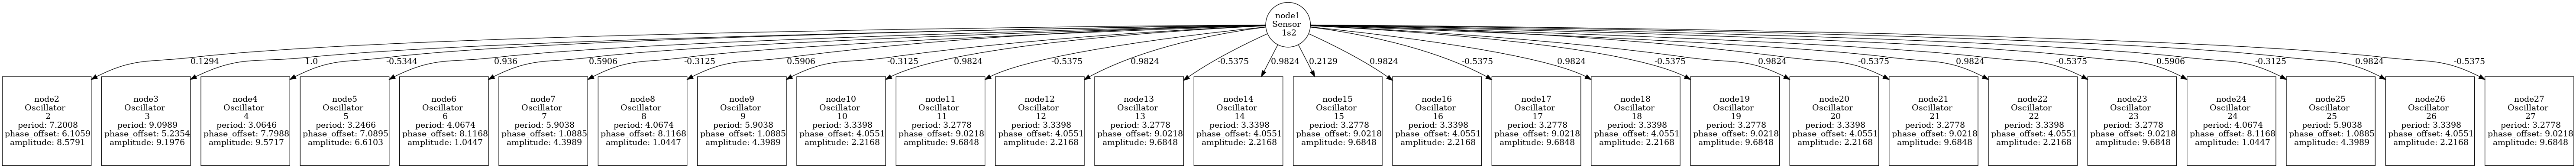 node1
Sensor
1s2
0.1294
1.0
-0.5344
0.936
0.5906
-0.3125
0.5906
-0.3125
0.9824
-0.5375
0.9824
-0.5375
0.9824
0.2129
0.9824
-0.5375
0.9824
-0.5375
0.9824
-0.5375
0.9824
-0.5375
0.5906
-0.3125
0.9824
-0.5375
node2
Oscillator
2
period: 7.2008
phase_offset: 6.1059
amplitude: 8.5791
node3
Oscillator
3
period: 9.0989
phase_offset: 5.2354
amplitude: 9.1976
node4
Oscillator
4
period: 3.0646
phase_offset: 7.7988
amplitude: 9.5717
node5
Oscillator
5
period: 3.2466
phase_offset: 7.0895
amplitude: 6.6103
node6
Oscillator
6
period: 4.0674
phase_offset: 8.1168
amplitude: 1.0447
node7
Oscillator
7
period: 5.9038
phase_offset: 1.0885
amplitude: 4.3989
node8
Oscillator
8
period: 4.0674
phase_offset: 8.1168
amplitude: 1.0447
node9
Oscillator
9
period: 5.9038
phase_offset: 1.0885
amplitude: 4.3989
node10
Oscillator
10
period: 3.3398
phase_offset: 4.0551
amplitude: 2.2168
node11
Oscillator
11
period: 3.2778
phase_offset: 9.0218
amplitude: 9.6848
node12
Oscillator
12
period: 3.3398
phase_offset: 4.0551
amplitude: 2.2168
node13
Oscillator
13
period: 3.2778
phase_offset: 9.0218
amplitude: 9.6848
node14
Oscillator
14
period: 3.3398
phase_offset: 4.0551
amplitude: 2.2168
node15
Oscillator
15
period: 3.2778
phase_offset: 9.0218
amplitude: 9.6848
node16
Oscillator
16
period: 3.3398
phase_offset: 4.0551
amplitude: 2.2168
node17
Oscillator
17
period: 3.2778
phase_offset: 9.0218
amplitude: 9.6848
node18
Oscillator
18
period: 3.3398
phase_offset: 4.0551
amplitude: 2.2168
node19
Oscillator
19
period: 3.2778
phase_offset: 9.0218
amplitude: 9.6848
node20
Oscillator
20
period: 3.3398
phase_offset: 4.0551
amplitude: 2.2168
node21
Oscillator
21
period: 3.2778
phase_offset: 9.0218
amplitude: 9.6848
node22
Oscillator
22
period: 3.3398
phase_offset: 4.0551
amplitude: 2.2168
node23
Oscillator
23
period: 3.2778
phase_offset: 9.0218
amplitude: 9.6848
node24
Oscillator
24
period: 4.0674
phase_offset: 8.1168
amplitude: 1.0447
node25
Oscillator
25
period: 5.9038
phase_offset: 1.0885
amplitude: 4.3989
node26
Oscillator
26
period: 3.3398
phase_offset: 4.0551
amplitude: 2.2168
node27
Oscillator
27
period: 3.2778
phase_offset: 9.0218
amplitude: 9.6848